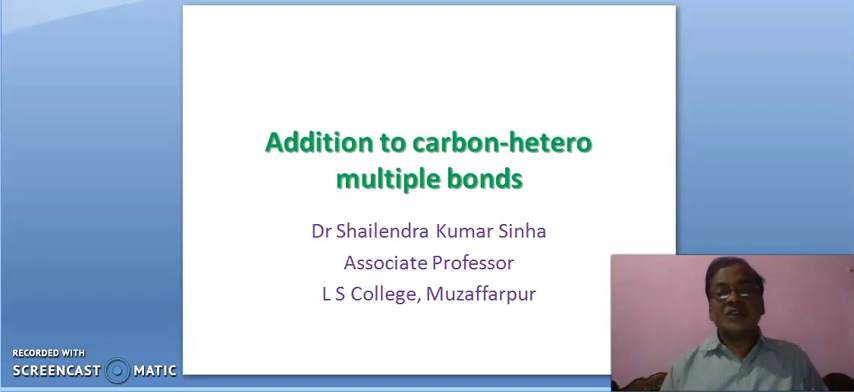 Addition to carbon-hetero
multiple bonds
Dr Shailendra Kumar Sinha
Associate Professor
L S College, Muzaffarpur
RECORDED WITH
SCREENCAST MATIC